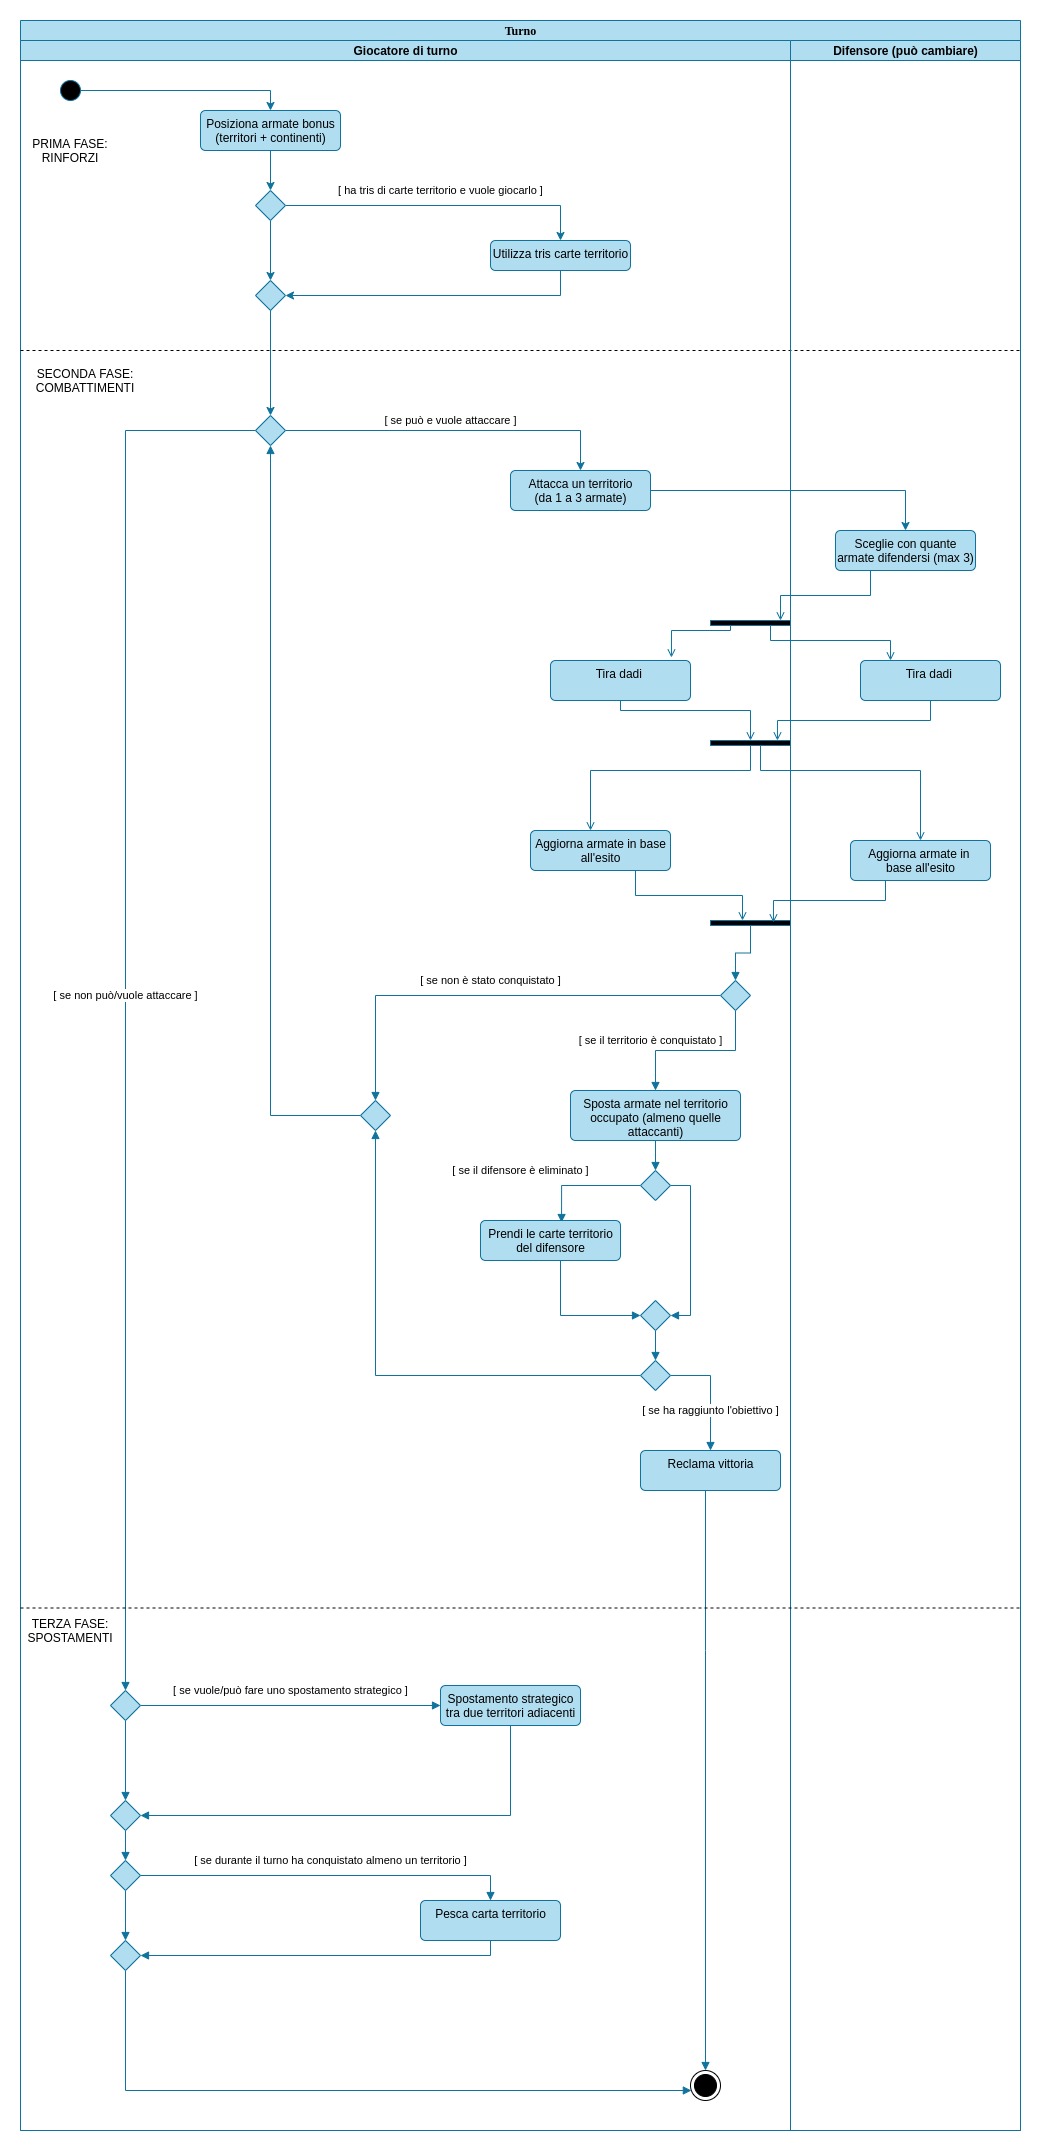 Turno
Giocatore di turno
Difensore (può cambiare)
PRIMA FASE:
RINFORZI
Posiziona armate bonus
(territori + continenti)
[ ha tris di carte territorio e vuole giocarlo ]
Utilizza tris carte territorio
SECONDA FASE:
COMBATTIMENTI
[ se può e vuole attaccare ]
Attacca un territorio
(da 1 a 3 armate)
Sceglie con quante
armate difendersi (max 3)
Tira dadi
Tira dadi
Aggiorna armate in base
all'esito
Aggiorna armate in
base all'esito
[ se non è stato conquistato ]
[ se non può/vuole attaccare ]
[ se il territorio è conquistato ]
Sposta armate nel territorio
occupato (almeno quelle
attaccanti)
[ se il difensore è eliminato ]
Prendi le carte territorio
del difensore
[ se ha raggiunto l'obiettivo ]
Reclama vittoria
TERZA FASE:
SPOSTAMENTI
[ se vuole/può fare uno spostamento strategico ]
Spostamento strategico
tra due territori adiacenti
[ se durante il turno ha conquistato almeno un territorio ]
Pesca carta territorio